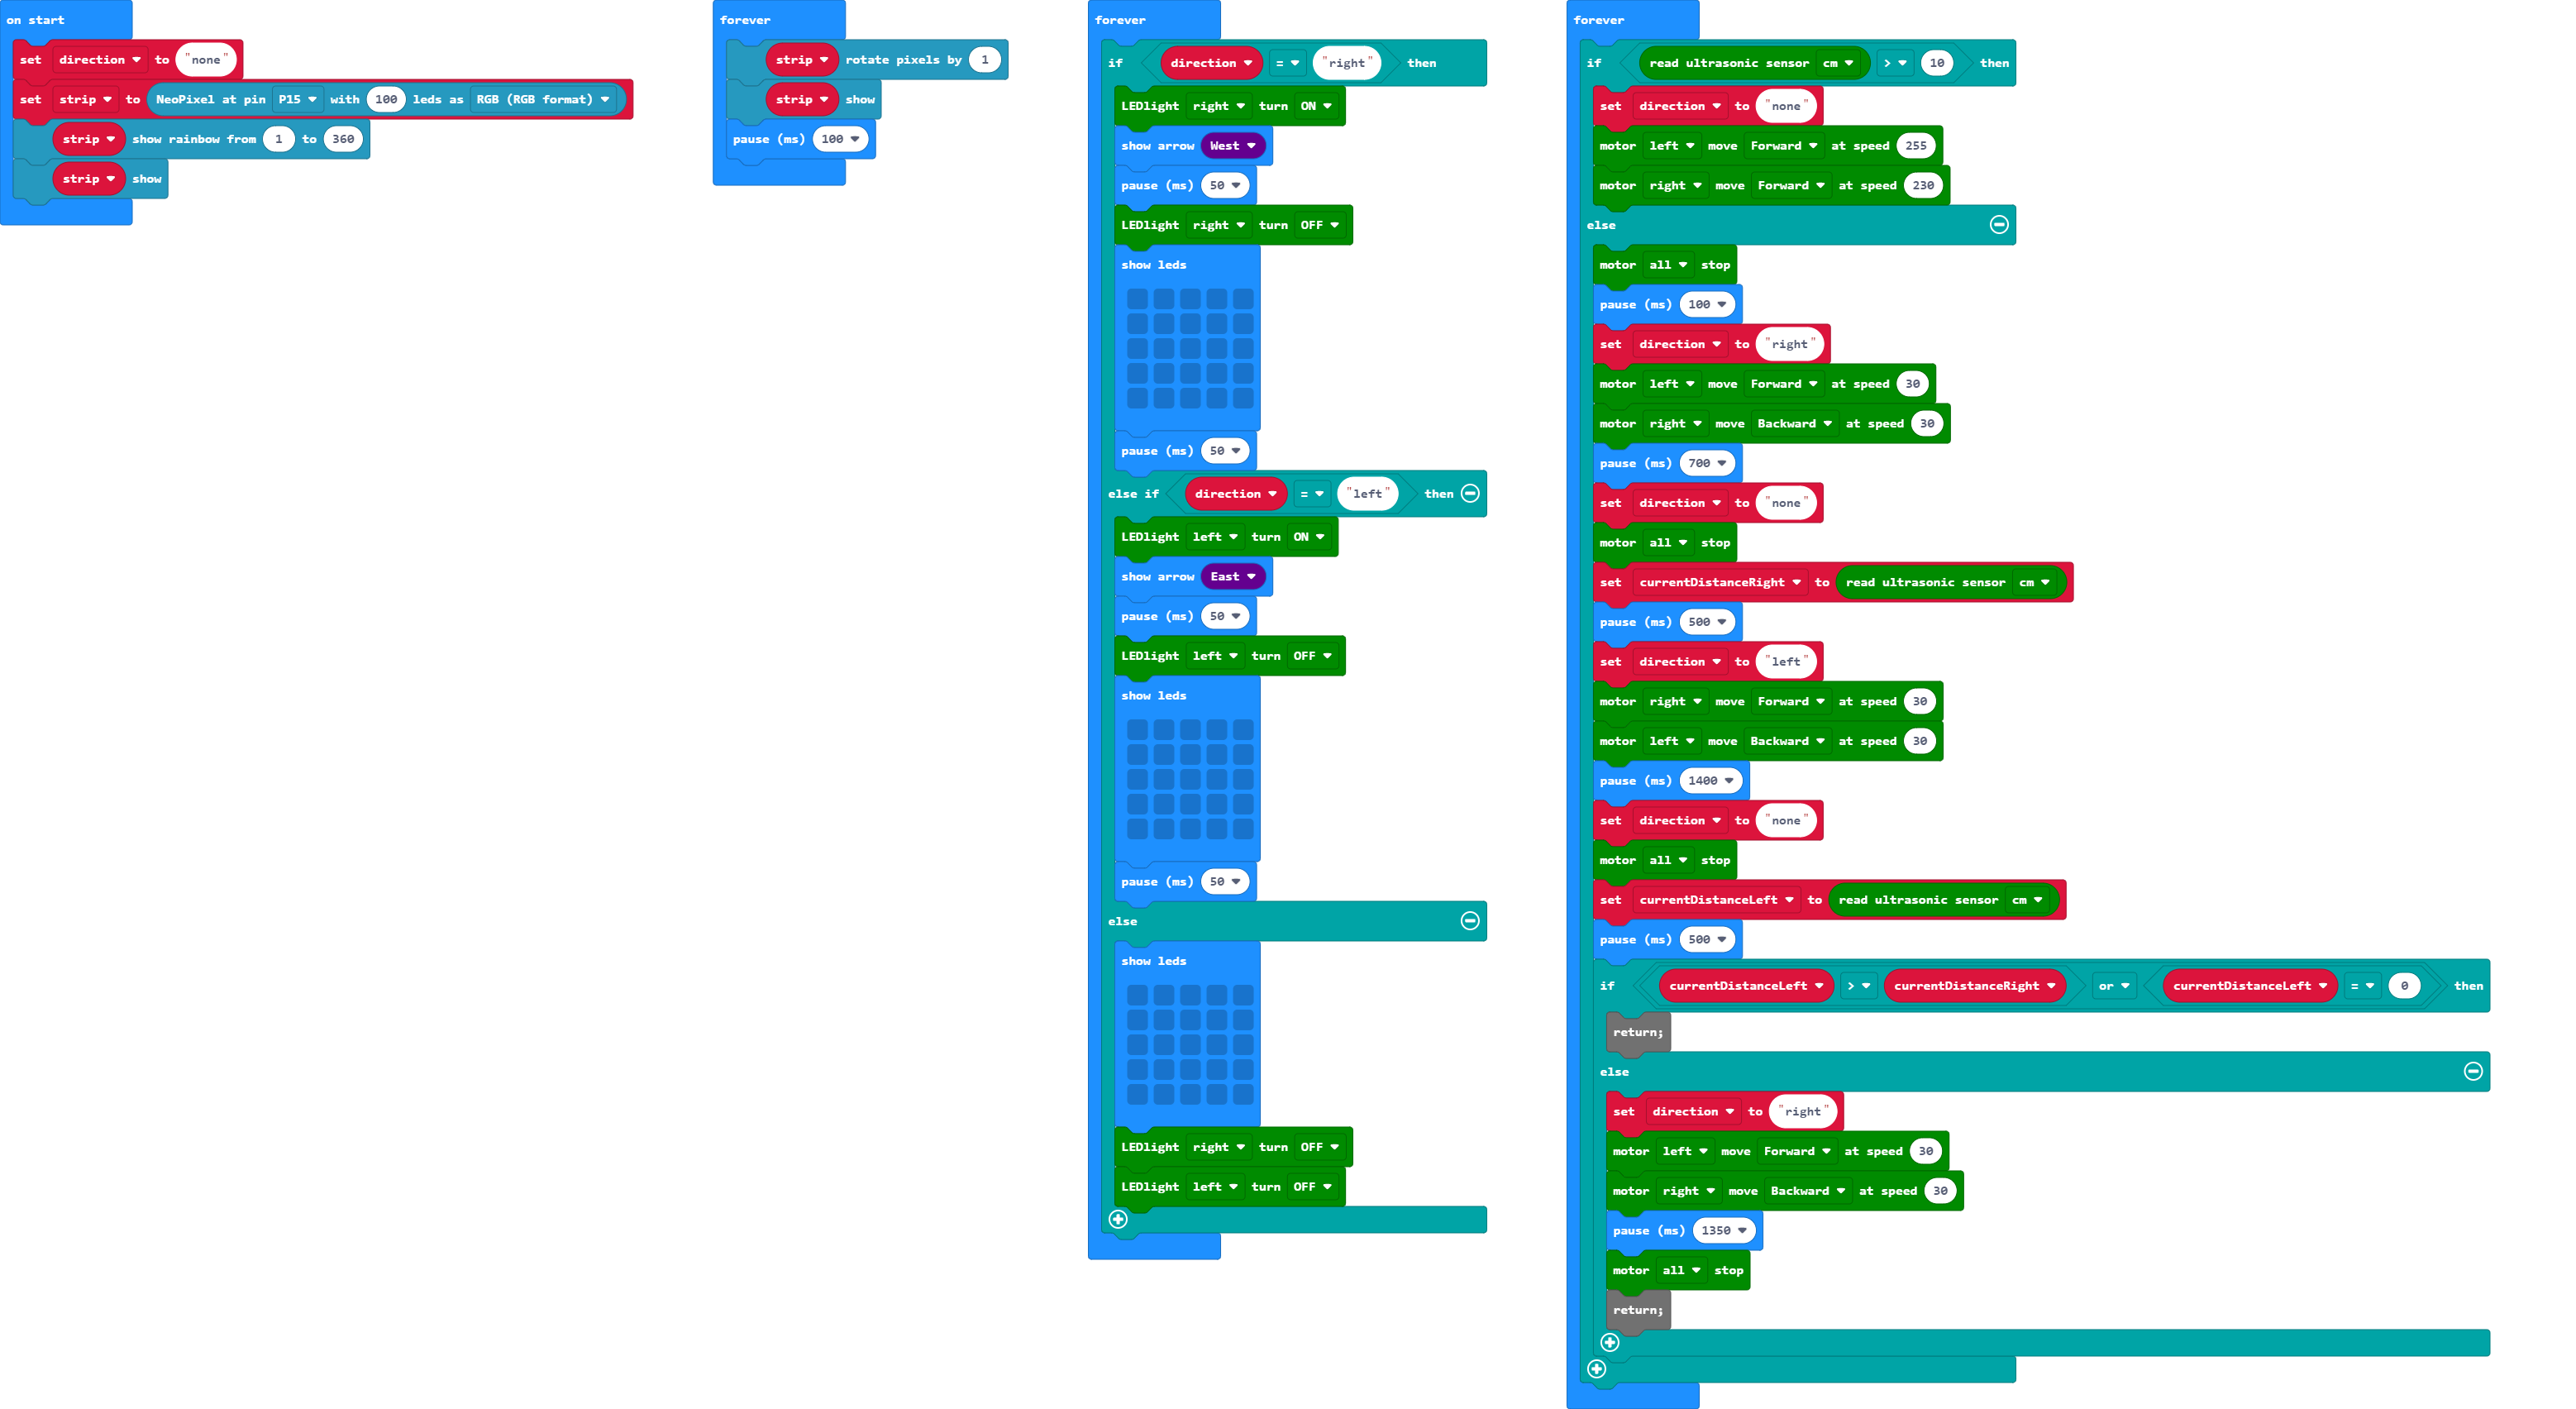 on start
set direction to "none"
set strip to NeoPixel at pin P15 with 100 leds as RGB (RGB format)
strip show rainbow from 1 to 360
strip show
forever
strip rotate pixels by 1
strip show
pause (ms) 100
forever
if direction = "right" then
LEDlight right turn ON
show arrow West
pause (ms) 50
LEDlight right turn OFF
show leds
pause (ms) 50
else if direction = "left" then
LEDlight left turn ON
show arrow East
pause (ms) 50
LEDlight left turn OFF
show leds
pause (ms) 50
else
show leds
LEDlight right turn OFF
LEDlight left turn OFF
forever
if read ultrasonic sensor cm > 10 then
set direction to "none"
motor left move Forward at speed 255
motor right move Forward at speed 230
else
motor all stop
pause (ms) 100
set direction to "right"
motor left move Forward at speed 30
motor right move Backward at speed 30
pause (ms) 700
set direction to "none"
motor all stop
set currentDistanceRight to read ultrasonic sensor cm
pause (ms) 500
set direction to "left"
motor right move Forward at speed 30
motor left move Backward at speed 30
pause (ms) 1400
set direction to "none"
motor all stop
set currentDistanceLeft to read ultrasonic sensor cm
pause (ms) 500
if currentDistanceLeft > currentDistanceRight or currentDistanceLeft = 0 then
return;
else
set direction to "right"
motor left move Forward at speed 30
motor right move Backward at speed 30
pause (ms) 1350
motor all stop
return;